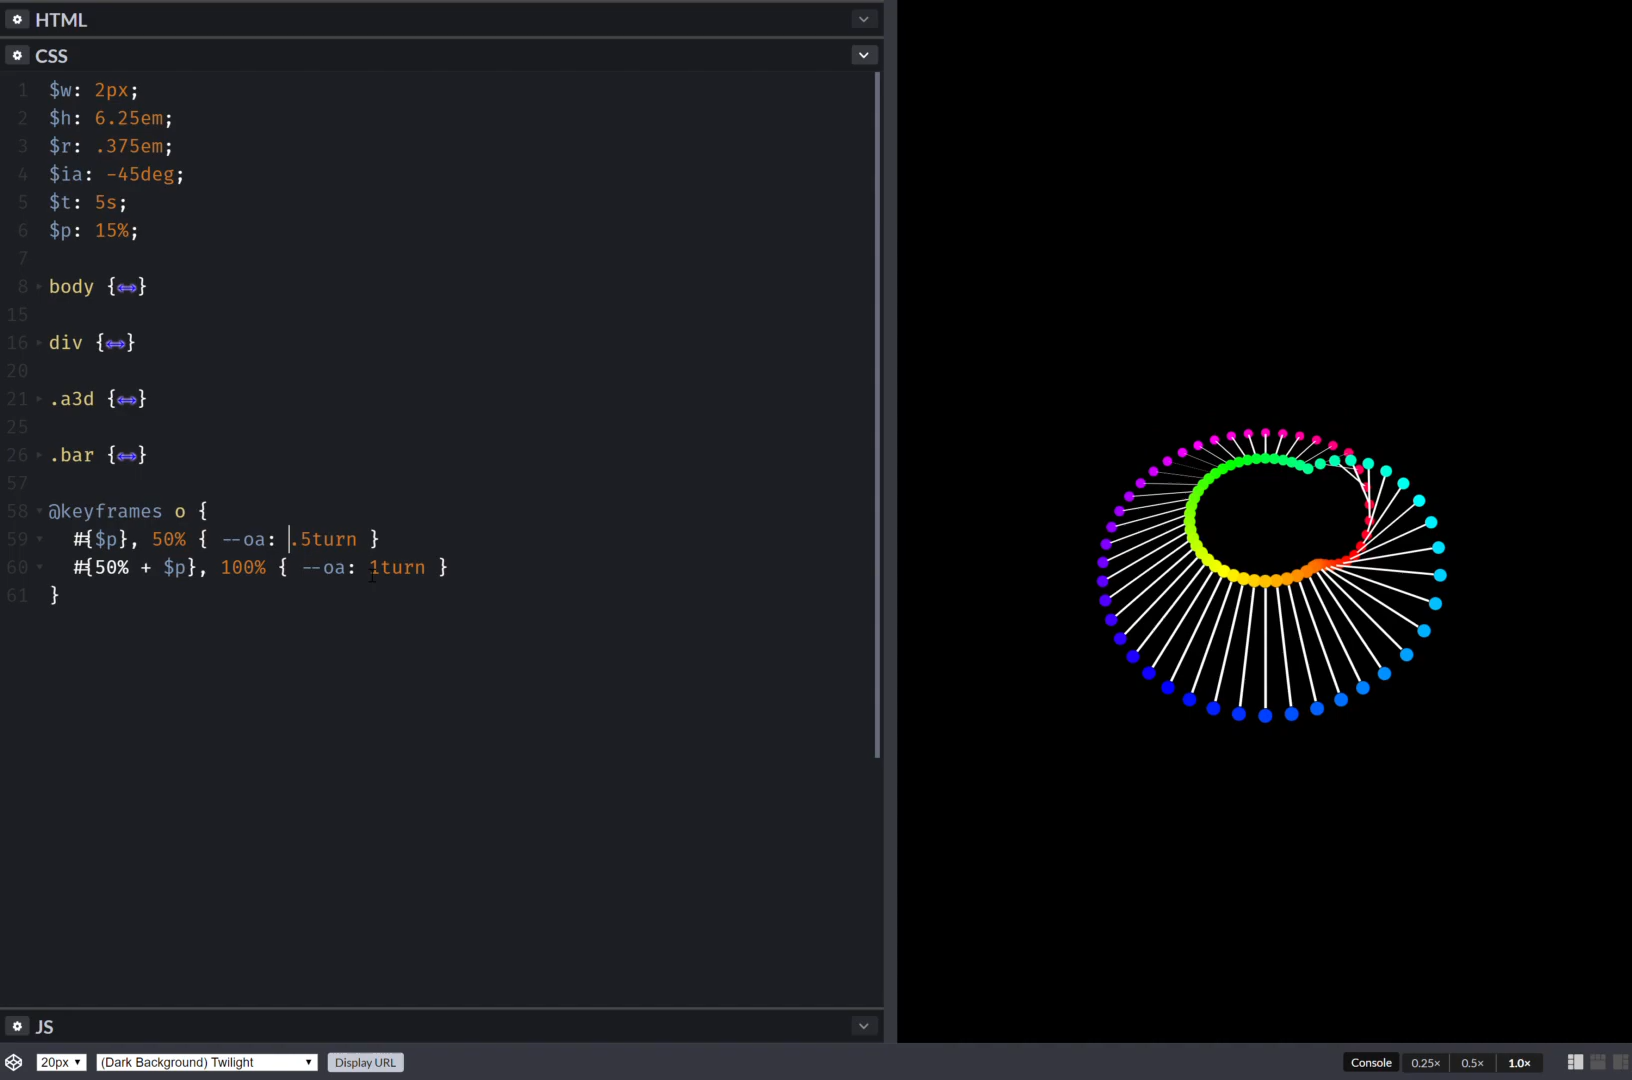 HTML
CSS
1 $w: 2px;
2 $h: 6.25em;
3 $r: .375em;
4 $ia: -45deg;
5 $t: 5s;
6 $p: 15%;
7
8 body {↔}
15
16 div {↔}
20
21 .a3d {↔}
25
26 .bar {↔}
57
58 @keyframes o {
59 #{$p}, 50% { --oa: .5turn }
60 #{50% + $p}, 100% { --oa: 1turn }
61 }
JS
20px (Dark Background) Twilight Display URL Console 0.25× 0.5× 1.0×